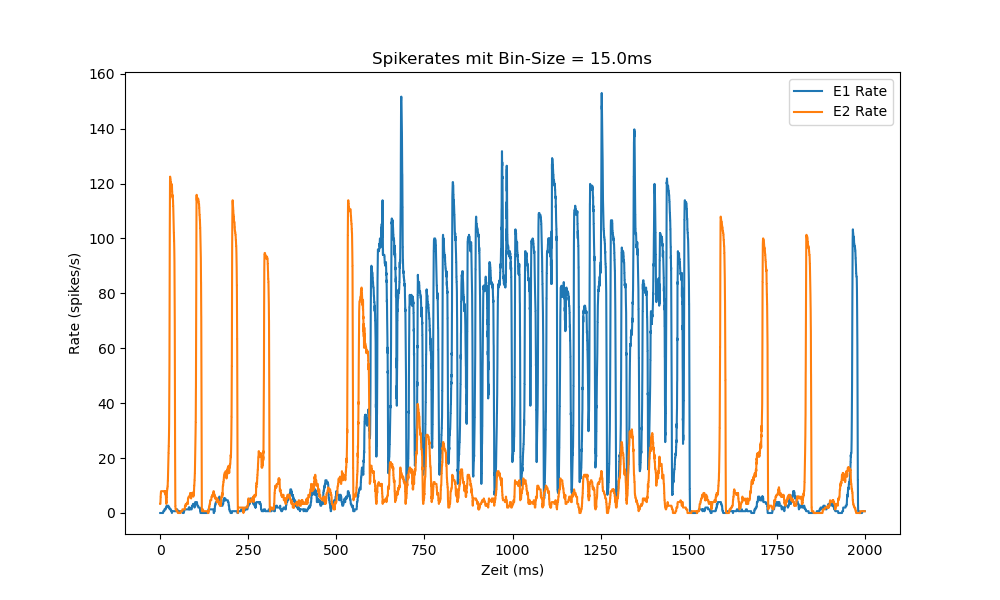 Spikerates mit Bin-Size = 15.0ms
160
140
120
100
80
60
40
20
0
Rate (spikes/s)
E1 Rate
E2 Rate
0 250 500 750 1000 1250 1500 1750 2000
Zeit (ms)